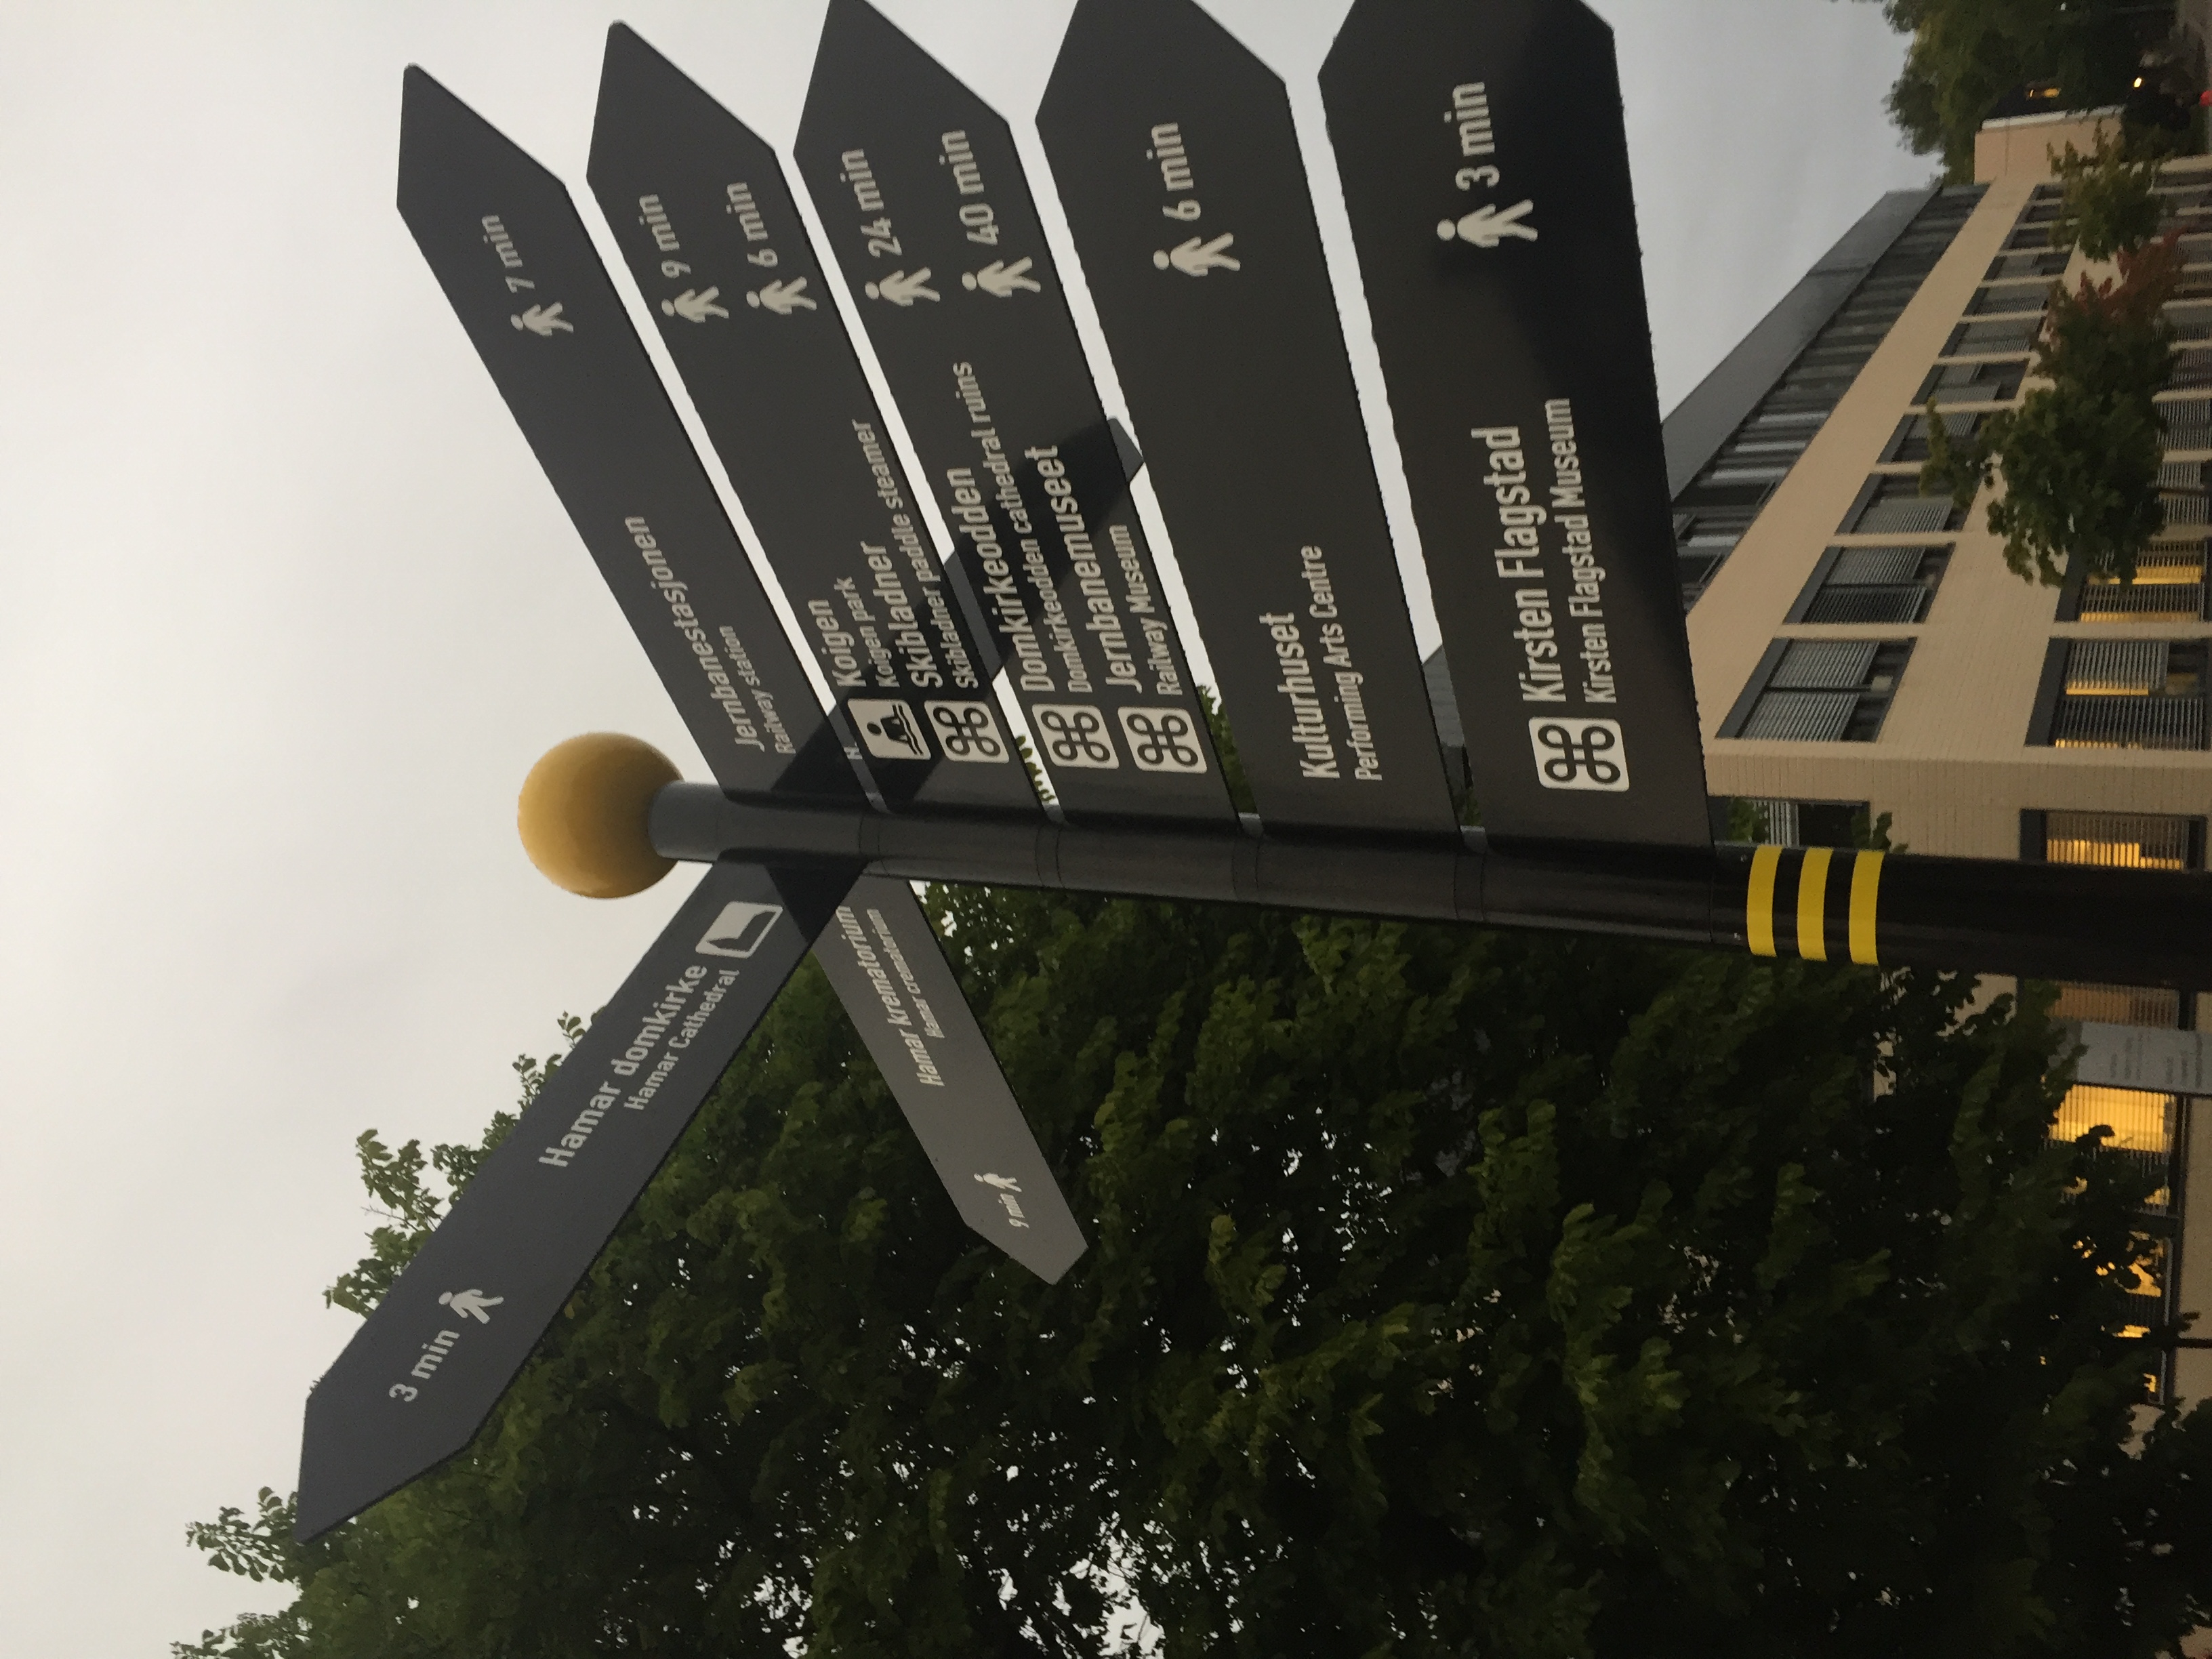 3 min
Hamar domkirke
Hamar Cathedral
Hamar krematorium
Hamar crematorium
9 min
Jernbanestasjonen
Railway station
7 min
Koigen
Koigen park
9 min
Skibladner
Skibladner paddle steamer
6 min
Domkirkeodden
Domkirkeodden cathedral ruins
24 min
Jernbanemuseet
Railway Museum
40 min
Kulturhuset
Performing Arts Centre
6 min
Kirsten Flagstad
Kirsten Flagstad Museum
3 min